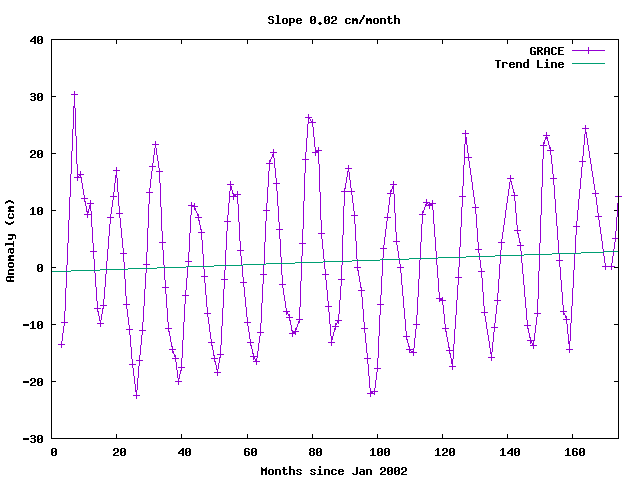 Slope 0.02 cm/month
40
GRACE
Trend Line
30
20
10
0
-10
-20
-30
Anomaly (cm)
0 20 40 60 80 100 120 140 160
Months since Jan 2002